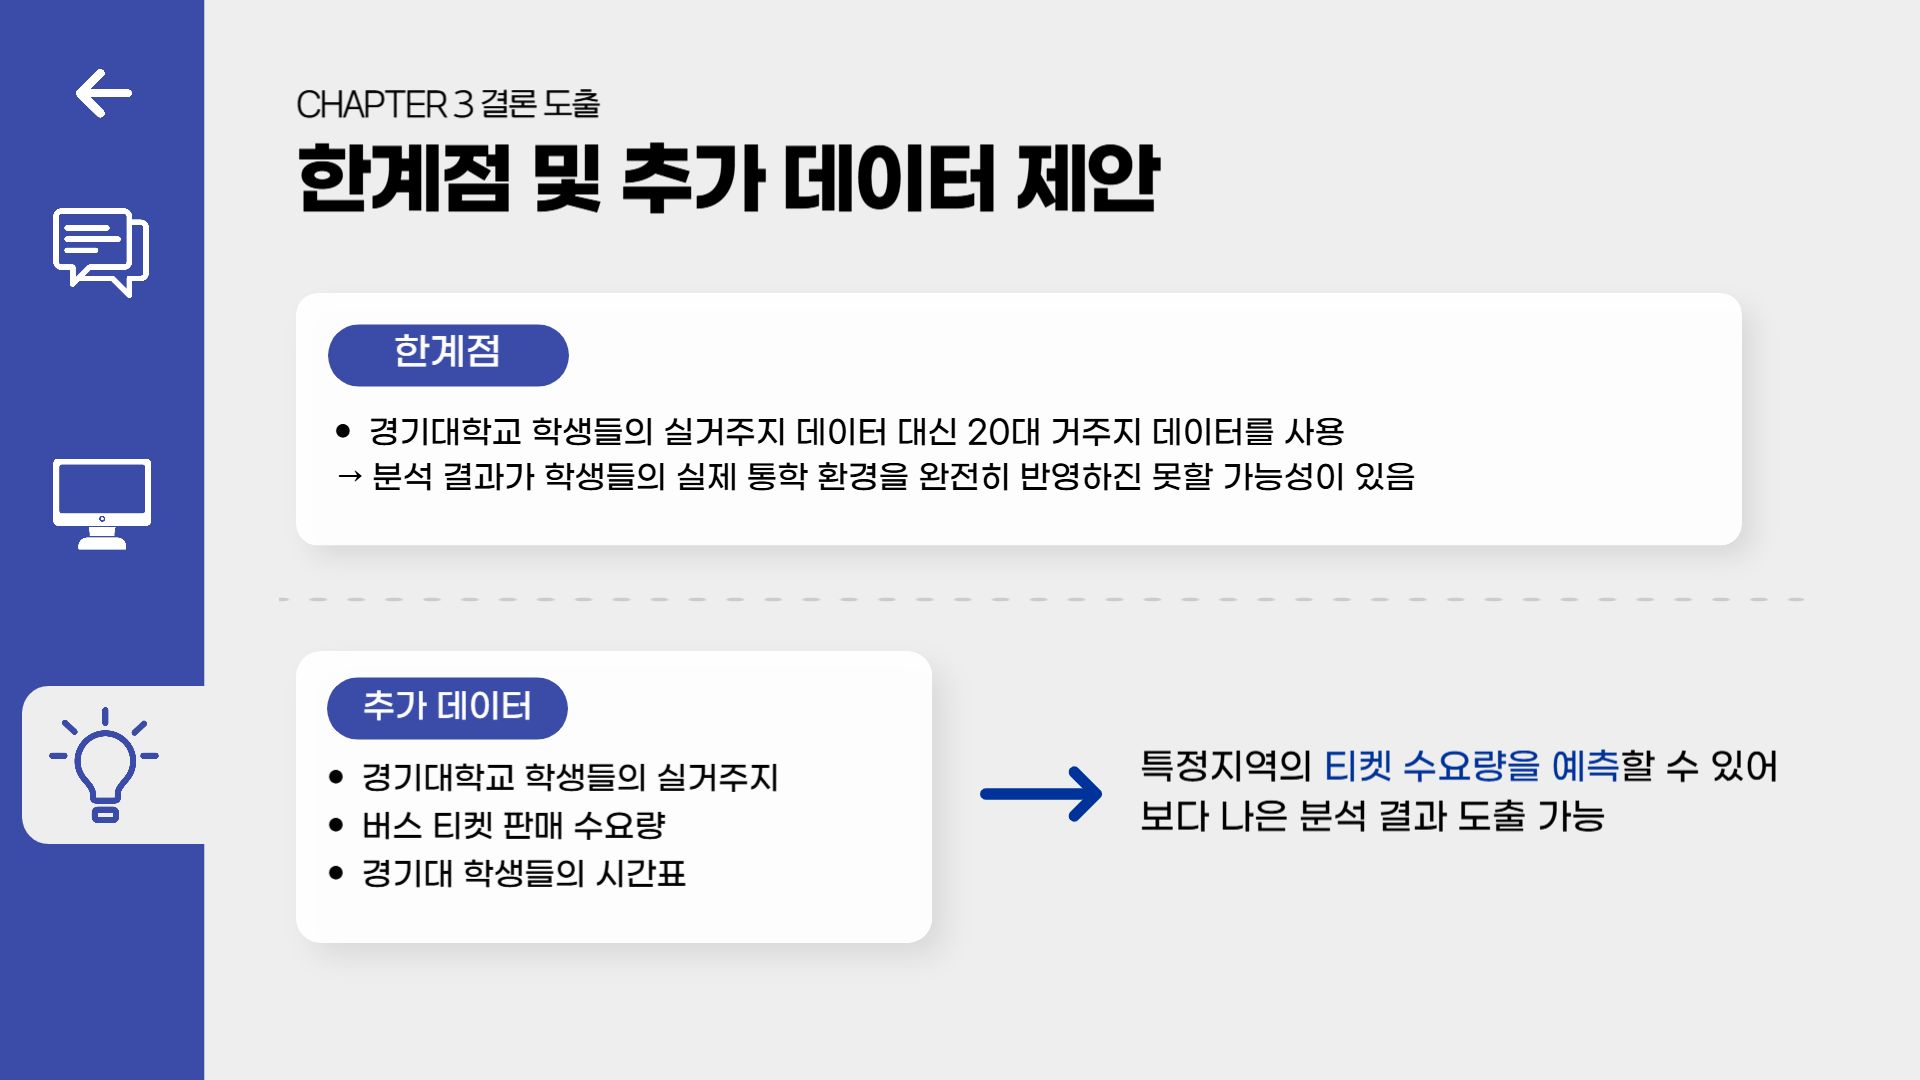 CHAPTER 3 결론 도출
한계점 및 추가 데이터 제안
한계점
• 경기대학교 학생들의 실거주지 데이터 대신 20대 거주지 데이터를 사용
→ 분석 결과가 학생들의 실제 통학 환경을 완전히 반영하진 못할 가능성이 있음
추가 데이터
• 경기대학교 학생들의 실거주지
• 버스 티켓 판매 수요량
• 경기대 학생들의 시간표
특정지역의 티켓 수요량을 예측할 수 있어
보다 나은 분석 결과 도출 가능